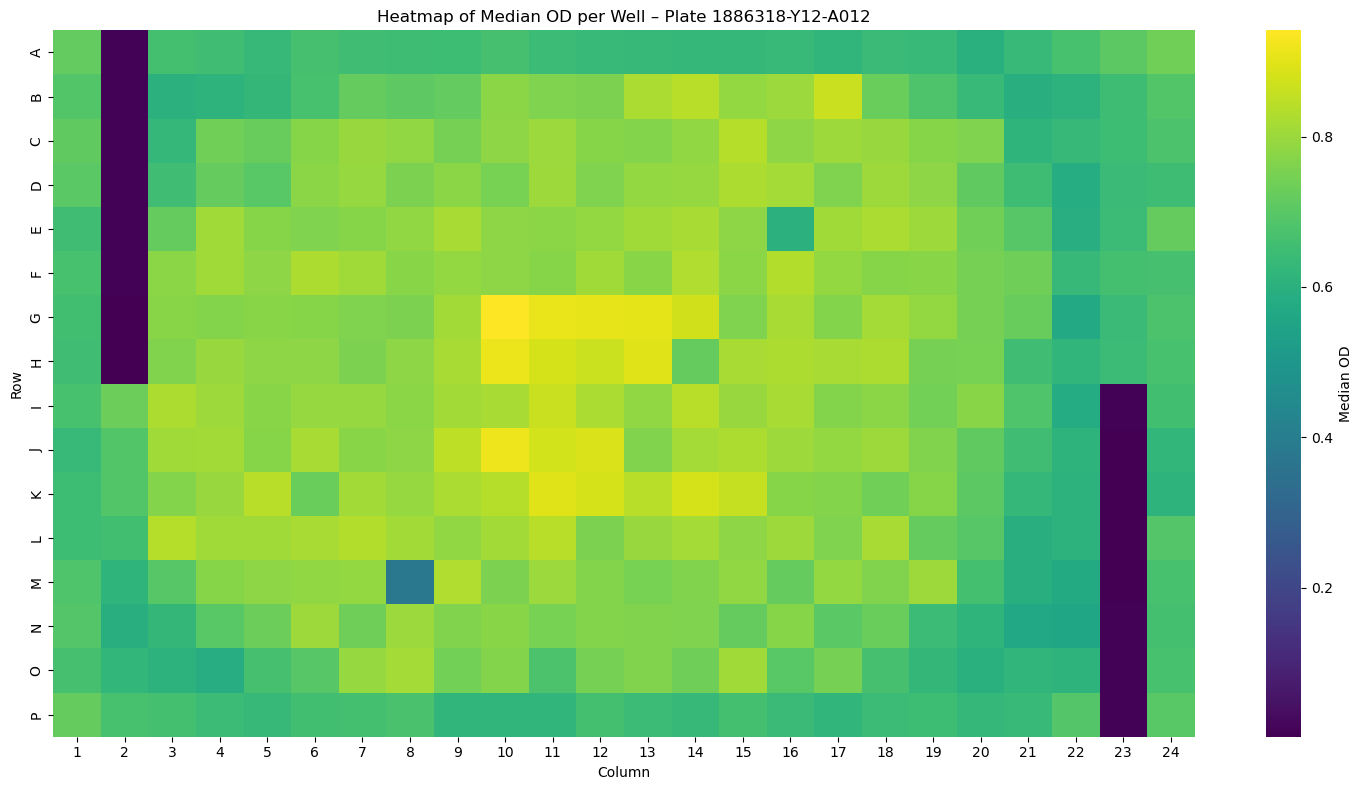 Heatmap of Median OD per Well – Plate 1886318-Y12-A012
Row
A
B
C
D
E
F
G
H
I
J
K
L
M
N
O
P
1 2 3 4 5 6 7 8 9 10 11 12 13 14 15 16 17 18 19 20 21 22 23 24
Column
0.8
0.6
0.4
0.2
Median OD